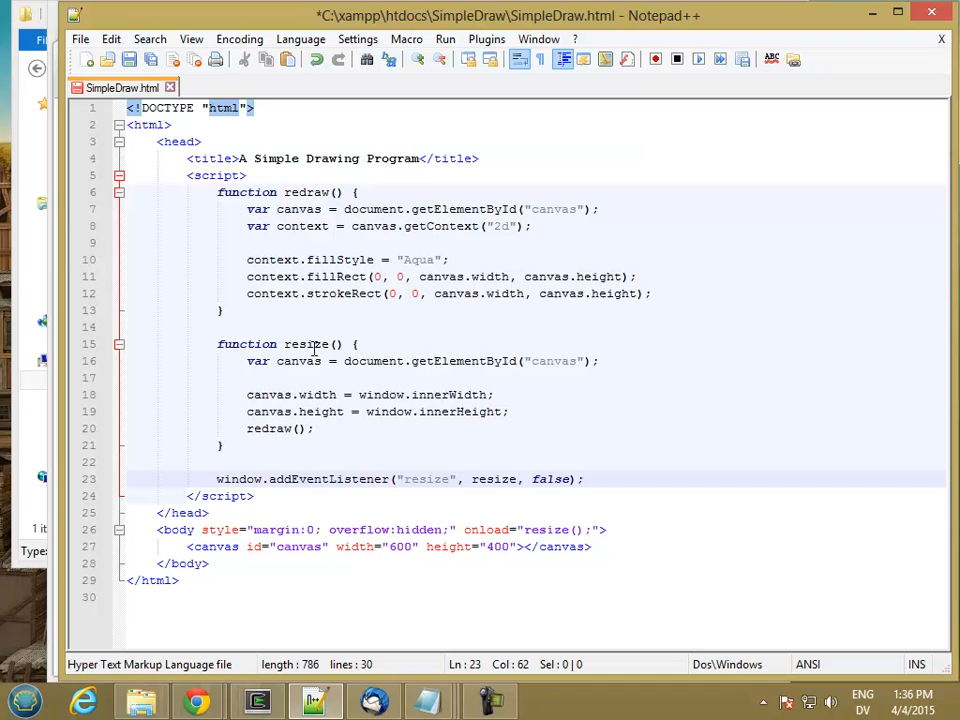 *C:\xampp\htdocs\SimpleDraw\SimpleDraw.html - Notepad++
File Edit Search View Encoding Language Settings Macro Run Plugins Window ? X
SimpleDraw.html
1 <!DOCTYPE "html">
2 <html>
3 <head>
4 <title>A Simple Drawing Program</title>
5 <script>
6 function redraw() {
7 var canvas = document.getElementById("canvas");
8 var context = canvas.getContext("2d");
9
10 context.fillStyle = "Aqua";
11 context.fillRect(0, 0, canvas.width, canvas.height);
12 context.strokeRect(0, 0, canvas.width, canvas.height);
13 }
14
15 function resize() {
16 var canvas = document.getElementById("canvas");
17
18 canvas.width = window.innerWidth;
19 canvas.height = window.innerHeight;
20 redraw();
21 }
22
23 window.addEventListener("resize", resize, false);
24 </script>
25 </head>
26 <body style="margin:0; overflow:hidden;" onload="resize();">
27 <canvas id="canvas" width="600" height="400"></canvas>
28 </body>
29 </html>
30
Hyper Text Markup Language file length : 786 lines : 30 Ln : 23 Col : 62 Sel : 0 | 0 Dos\Windows ANSI INS
ENG 1:36 PM
DV 4/4/2015